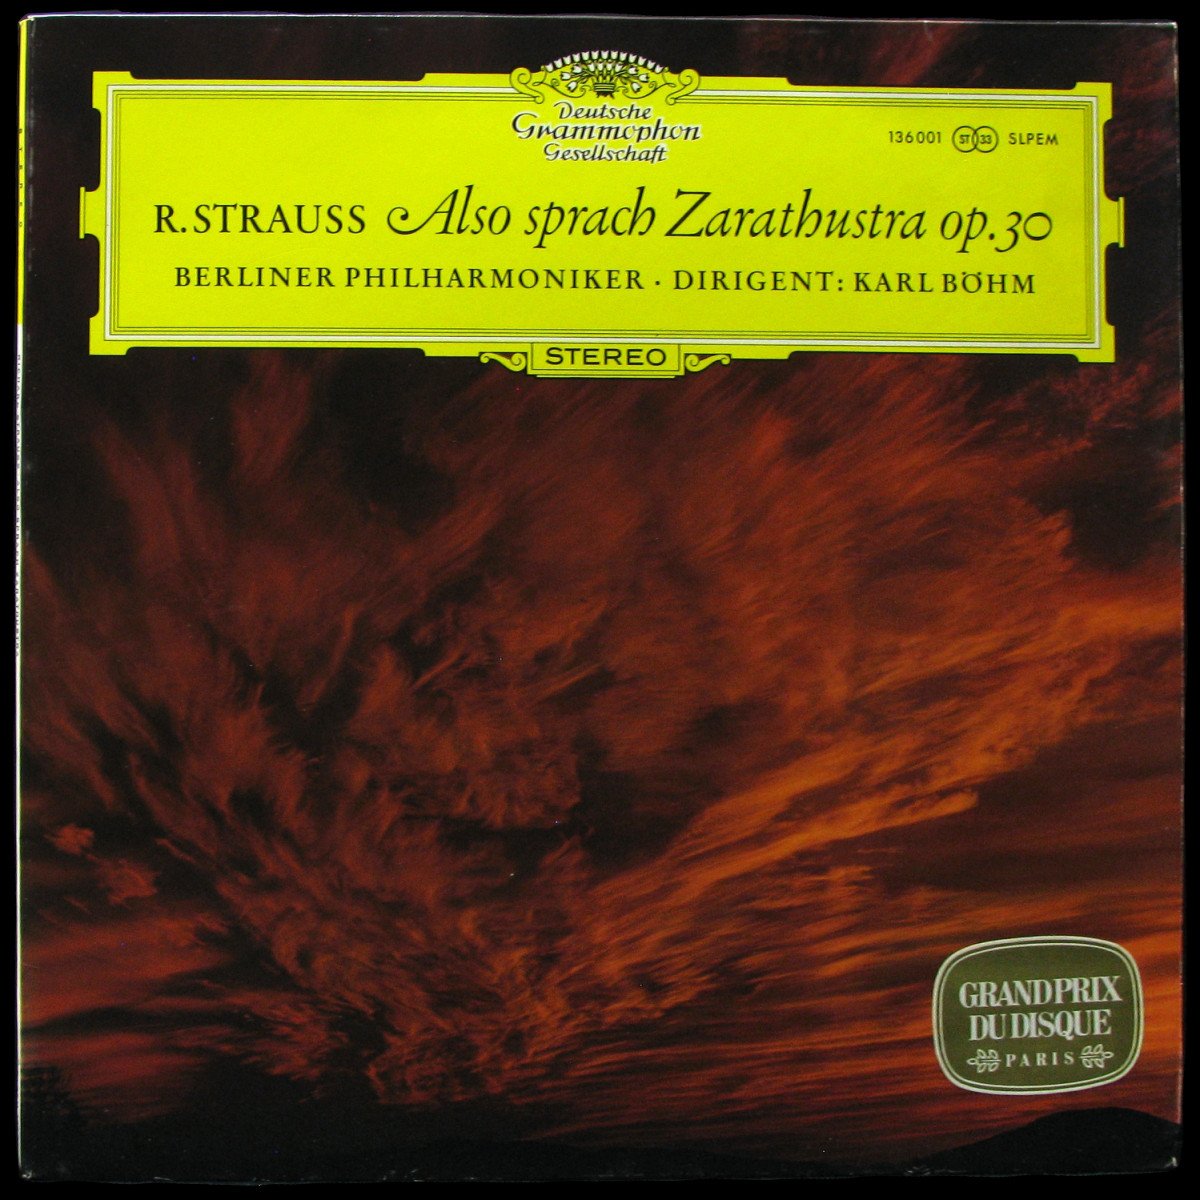 Deutsche
Grammophon
Gesellschaft
136001 ST 33 SLPEM
R. STRAUSS Also sprach Zarathustra op. 30
BERLINER PHILHARMONIKER · DIRIGENT: KARL BÖHM
STEREO
GRAND PRIX
DU DISQUE
PARIS
STEREO